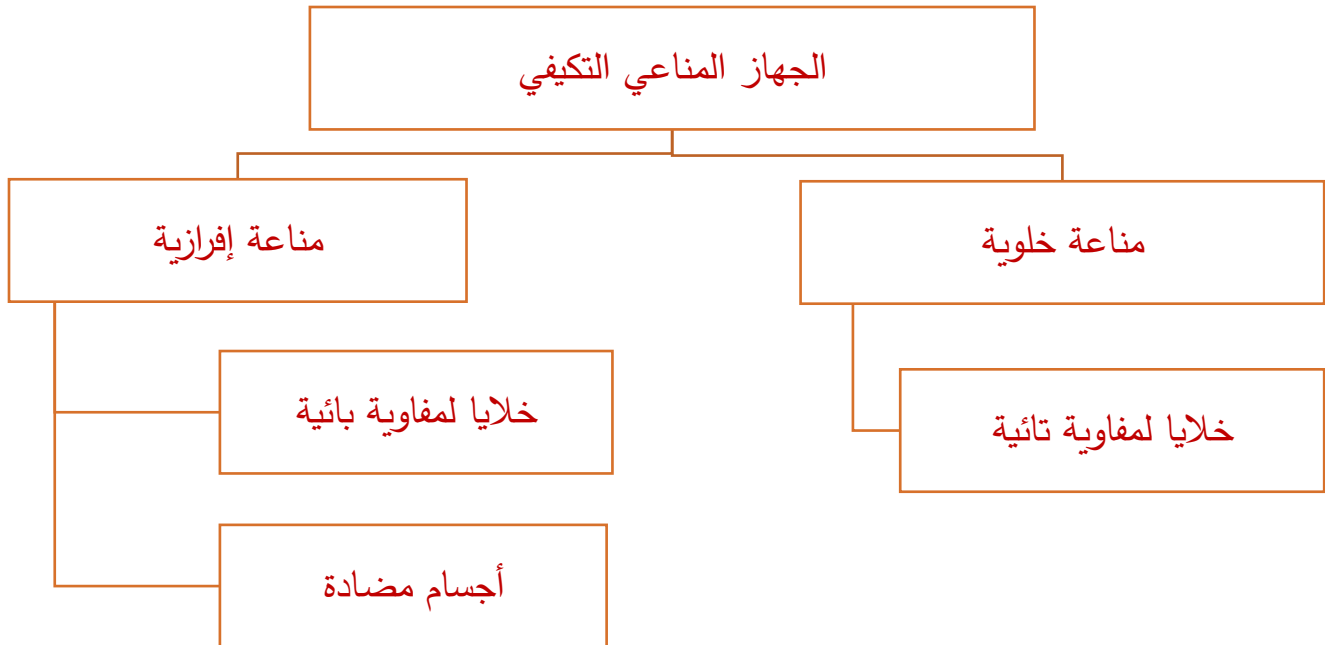 الجهاز المناعي التكيفي
مناعة خلوية
مناعة إفرازية
خلايا لمفاوية تائية
خلايا لمفاوية بائية
أجسام مضادة